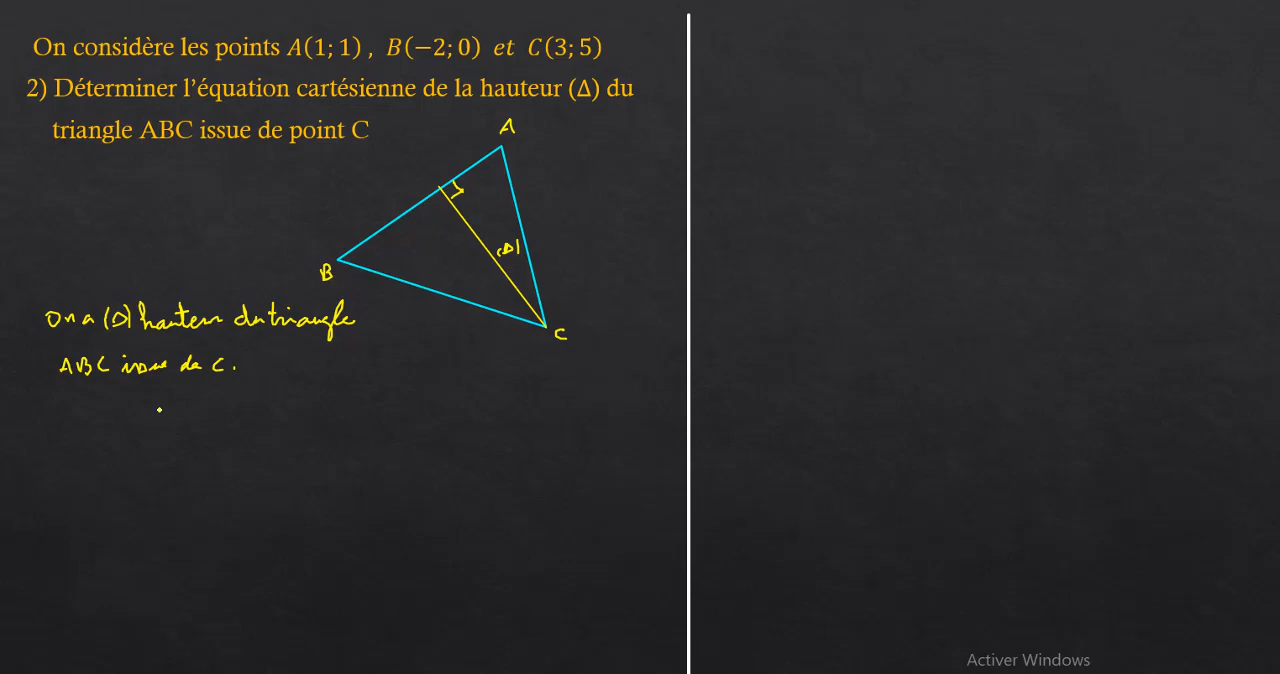 On considère les points A(1; 1) , B(−2; 0) et C(3; 5)
2) Déterminer l'équation cartésienne de la hauteur (Δ) du
triangle ABC issue de point C
A
(Δ)
B
C
On a (Δ) hauteur du triangle
ABC issue de C.
Activer Windows